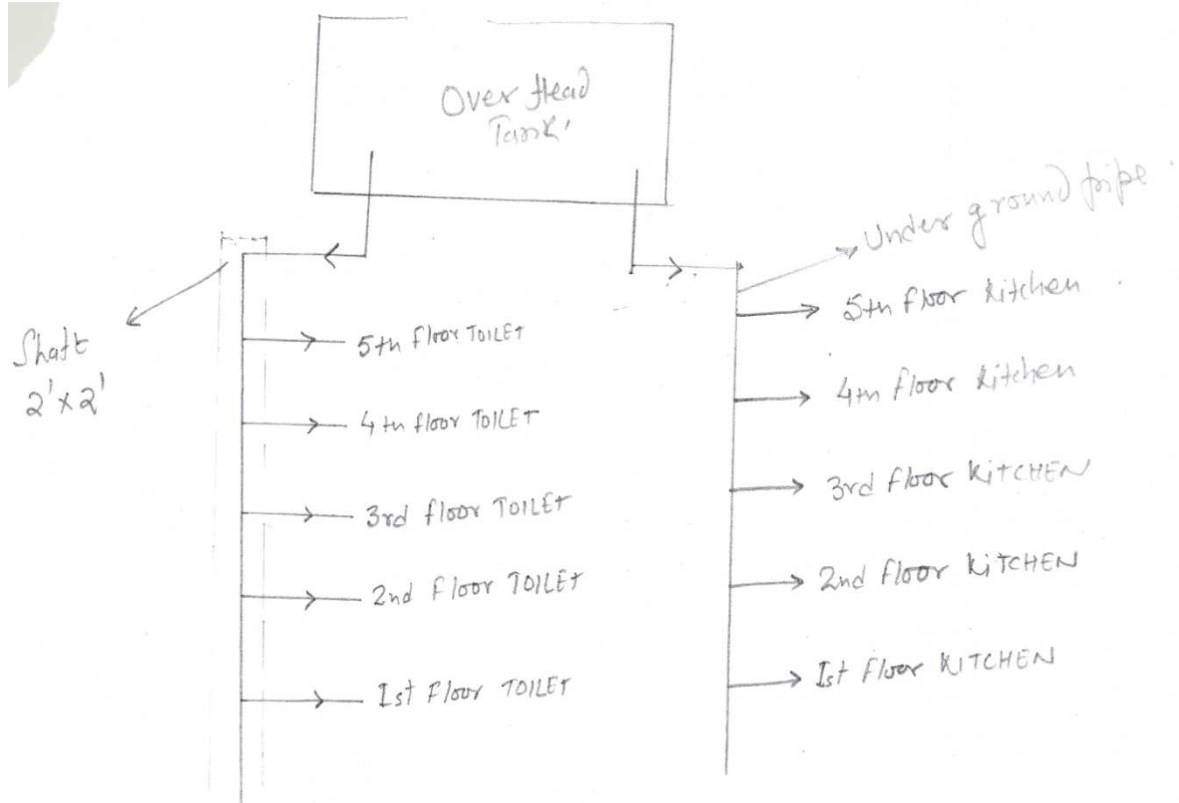 Over Head
Tank
Under ground pipe
Shaft
2'x2'
5th floor TOILET
4th floor TOILET
3rd floor TOILET
2nd Floor TOILET
1st Floor TOILET
5th floor kitchen
4th floor kitchen
3rd floor KITCHEN
2nd floor KITCHEN
1st Floor KITCHEN